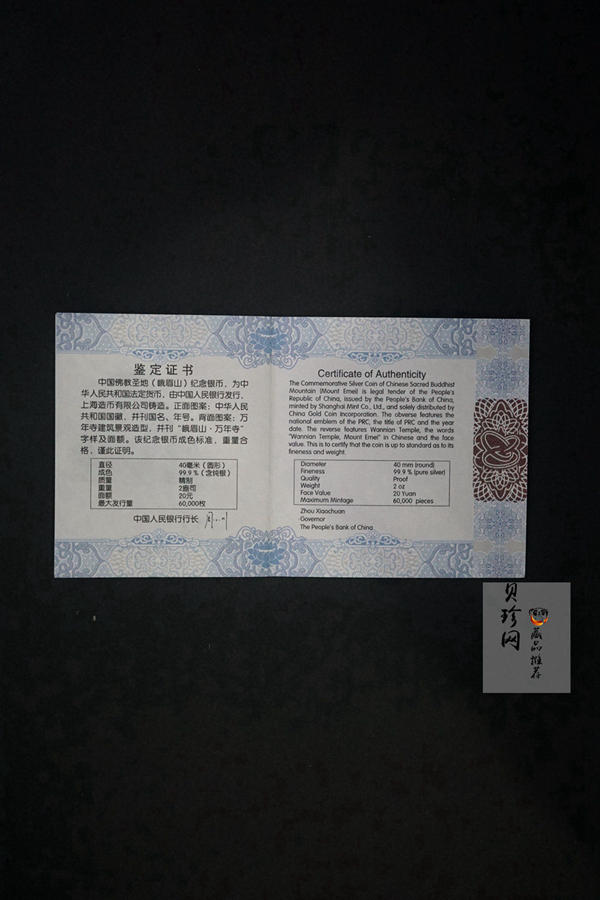 鉴定证书
中国佛教圣地（峨眉山）纪念银币，为中
华人民共和国法定货币，由中国人民银行发行，
上海造币有限公司铸造。正面图案：中华人民
共和国国徽，并刊国名、年号。背面图案：万
年寺建筑景观造型，并刊“峨眉山·万年寺”
字样及面额。该纪念银币成色标准，重量合
格，谨此证明。
直径 40毫米（圆形）
成色 99.9％（含纯银）
质量 精制
重量 2盎司
面额 20元
最大发行量 60,000枚
中国人民银行行长
Certificate of Authenticity
The Commemorative Silver Coin of Chinese Sacred Buddhist
Mountain (Mount Emei) is legal tender of the People's
Republic of China, issued by the People's Bank of China,
minted by Shanghai Mint Co., Ltd., and solely distributed by
China Gold Coin Incorporation. The obverse features the
national emblem of the PRC, the title of PRC and the year
date. The reverse features Wannian Temple, the words
"Wannian Temple, Mount Emei" in Chinese and the face
value. This is to certify that the coin is up to standard as to its
fineness and weight.
Diameter 40 mm (round)
Fineness 99.9 % (pure silver)
Quality Proof
Weight 2 oz
Face Value 20 Yuan
Maximum Mintage 60,000 pieces
Zhou Xiaochuan
Governor
The People's Bank of China
贝珍网
藏品推荐